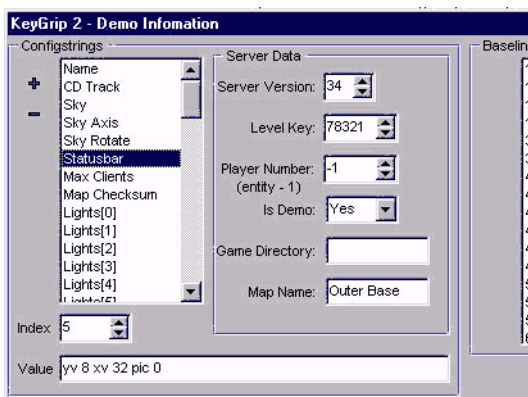 KeyGrip 2 - Demo Infomation
Configstrings
Name
CD Track
Sky
Sky Axis
Sky Rotate
Statusbar
Max Clients
Map Checksum
Lights[0]
Lights[1]
Lights[2]
Lights[3]
Lights[4]
Lights[5]
Index 5
Value yv 8 xv 32 pic 0
Server Data
Server Version: 34
Level Key: 78321
Player Number: -1
(entity - 1)
Is Demo: Yes
Game Directory:
Map Name: Outer Base